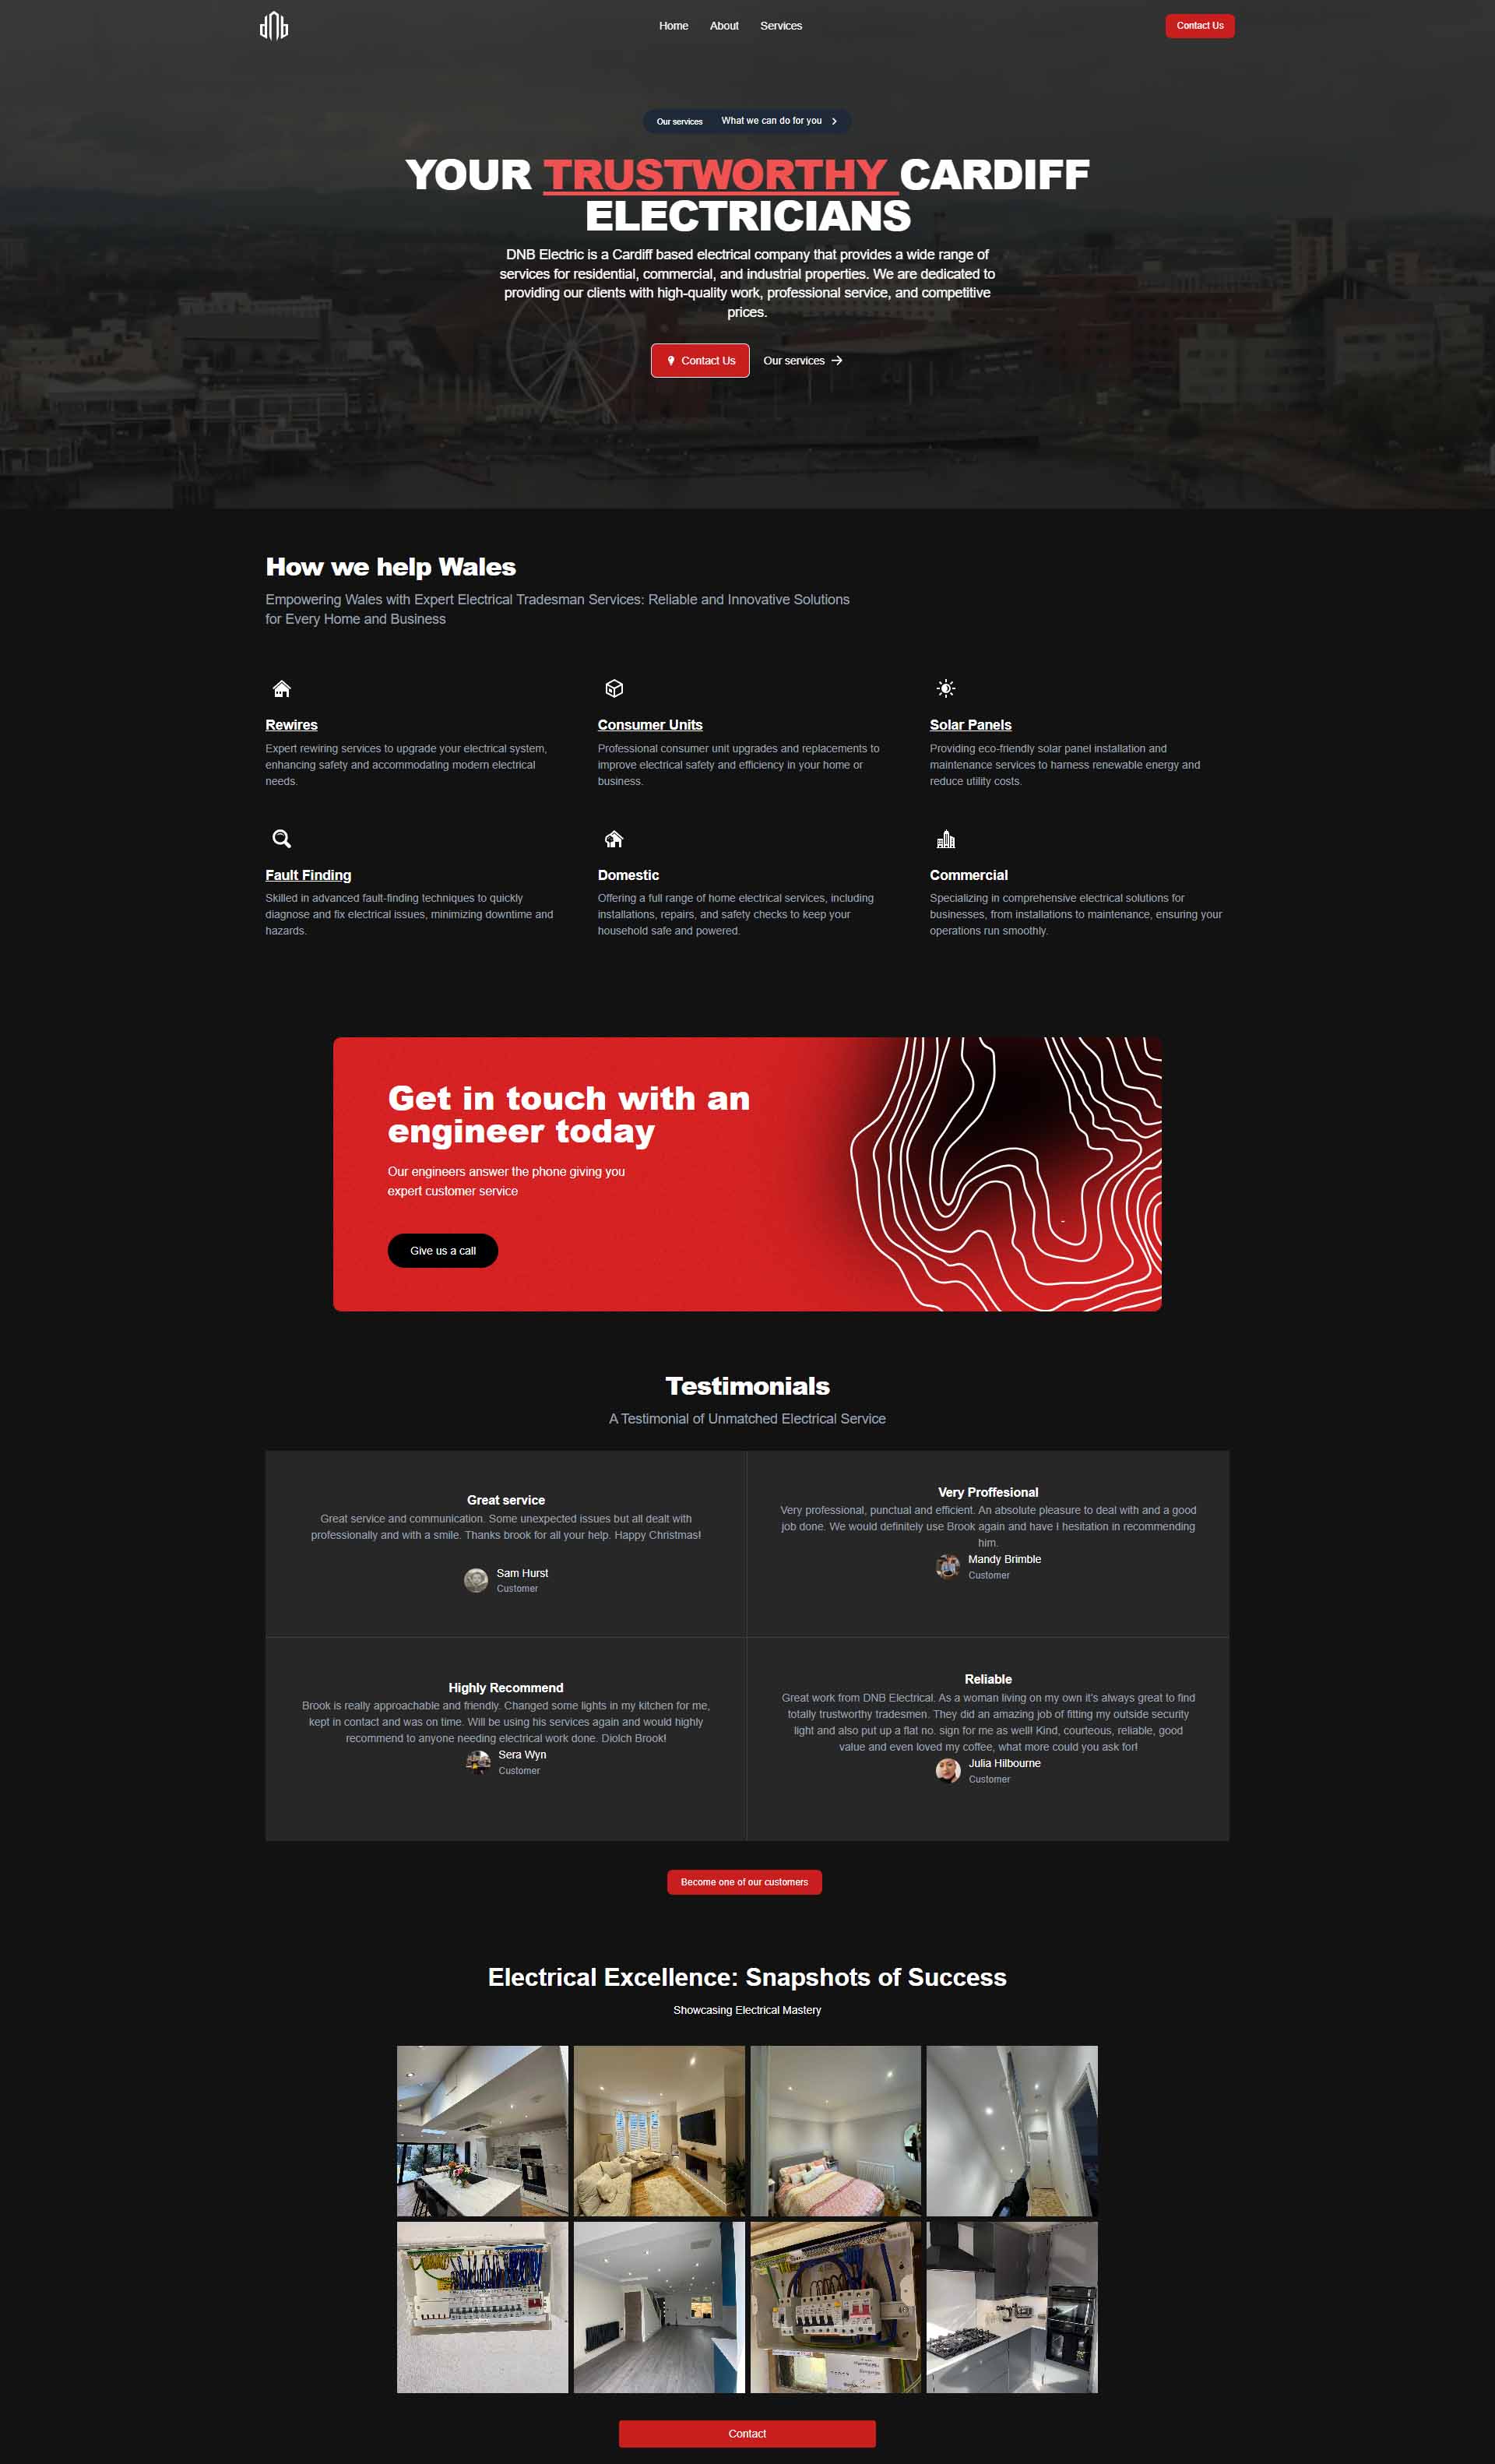 dnb
Home About Services
Contact Us
Our services What we can do for you
YOUR TRUSTWORTHY CARDIFF
ELECTRICIANS
DNB Electric is a Cardiff based electrical company that provides a wide range of
services for residential, commercial, and industrial properties. We are dedicated to
providing our clients with high-quality work, professional service, and competitive
prices.
Contact Us
Our services
How we help Wales
Empowering Wales with Expert Electrical Tradesman Services: Reliable and Innovative Solutions
for Every Home and Business
Rewires
Expert rewiring services to upgrade your electrical system,
enhancing safety and accommodating modern electrical
needs.
Consumer Units
Professional consumer unit upgrades and replacements to
improve electrical safety and efficiency in your home or
business.
Solar Panels
Providing eco-friendly solar panel installation and
maintenance services to harness renewable energy and
reduce utility costs.
Fault Finding
Skilled in advanced fault-finding techniques to quickly
diagnose and fix electrical issues, minimizing downtime and
hazards.
Domestic
Offering a full range of home electrical services, including
installations, repairs, and safety checks to keep your
household safe and powered.
Commercial
Specializing in comprehensive electrical solutions for
businesses, from installations to maintenance, ensuring your
operations run smoothly.
Get in touch with an
engineer today
Our engineers answer the phone giving you
expert customer service
Give us a call
Testimonials
A Testimonial of Unmatched Electrical Service
Great service
Great service and communication. Some unexpected issues but all dealt with
professionally and with a smile. Thanks brook for all your help. Happy Christmas!
Sam Hurst
Customer
Very Proffesional
Very professional, punctual and efficient. An absolute pleasure to deal with and a good
job done. We would definitely use Brook again and have I hesitation in recommending
him.
Mandy Brimble
Customer
Highly Recommend
Brook is really approachable and friendly. Changed some lights in my kitchen for me,
kept in contact and was on time. Will be using his services again and would highly
recommend to anyone needing electrical work done. Diolch Brook!
Sera Wyn
Customer
Reliable
Great work from DNB Electrical. As a woman living on my own it's always great to find
totally trustworthy tradesmen. They did an amazing job of fitting my outside security
light and also put up a flat no. sign for me as well! Kind, courteous, reliable, good
value and even loved my coffee, what more could you ask for!
Julia Hilbourne
Customer
Become one of our customers
Electrical Excellence: Snapshots of Success
Showcasing Electrical Mastery
Contact